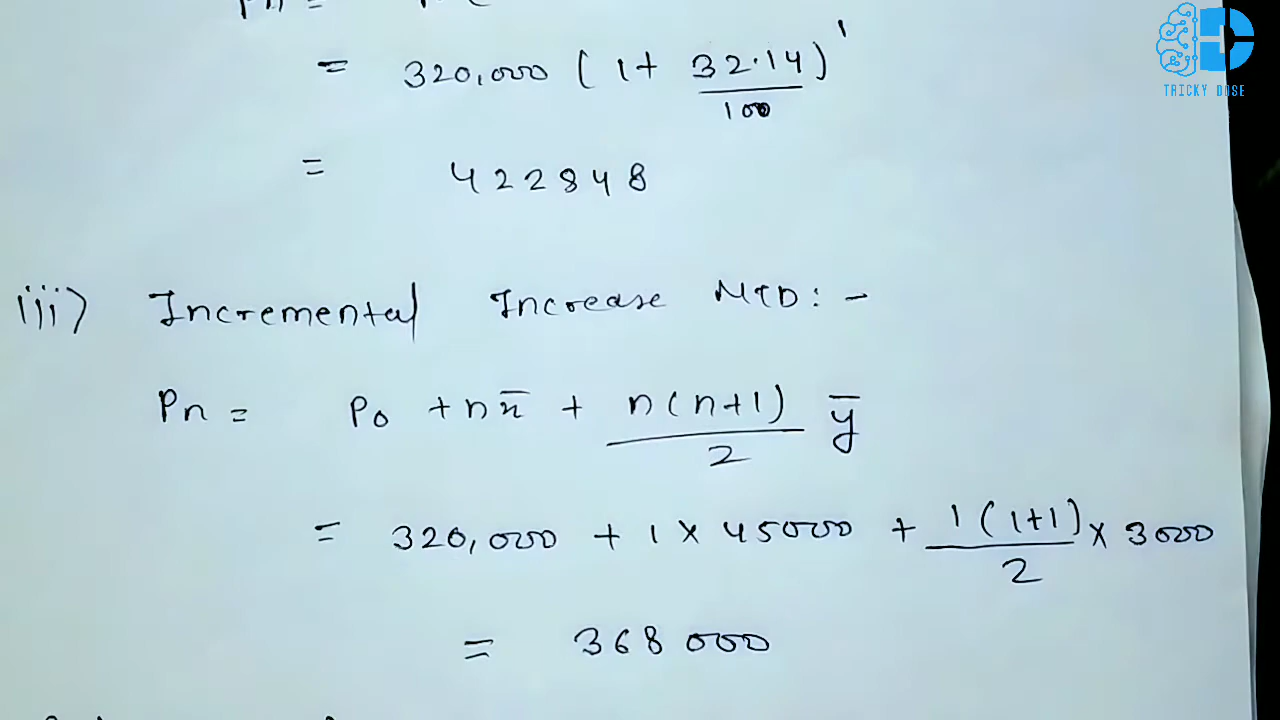 Pn =
= 320,000 ( 1 + 32.14/100 )^1
= 422848
TRICKY DOSE
iii) Incremental Increase MTD: -
Pn = P0 + n x̄ + n(n+1)/2 ȳ
= 320,000 + 1 × 45000 + 1(1+1)/2 × 3000
= 368000